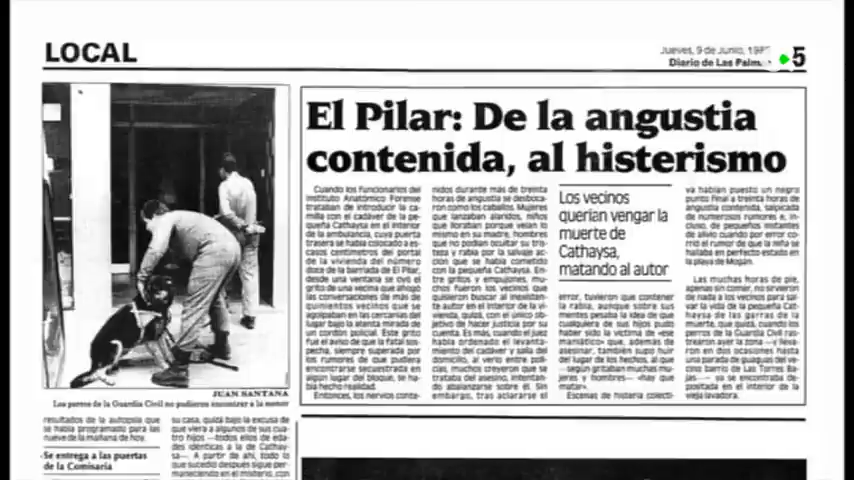 LOCAL
Jueves, 9 de Junio,
Diario de Las
5
El Pilar: De la angustia
contenida, al histerismo
Cuando los funcionarios del
Instituto Anatómico Forense
trataban de introducir la ca-
milla con el cadáver de la pe-
queña Cathaysa en el interior
de la ambulancia, cuya puerta
trasera se había colocado a es-
casos centímetros del portal
de la vivienda del número
doce de la barriada de El Pilar,
desde una ventana se oyó el
grito de una vecina que ahogó
las conversaciones de más de
quinientos vecinos que se
agolpaban en las cercanías del
lugar bajo la atenta mirada de
un cordón policial. Este grito
fue el aviso de que la fatal sos-
pecha, siempre superada por
los rumores de que pudiera
encontrarse secuestrada en
algún lugar del bloque, se ha-
bía hecho realidad.
Entonces, los nervios conte-
nidos durante más de treinta
horas de angustia se desboca-
ron como los caballos. Mujeres
que lanzaban alaridos, niños
que lloraban porque veían lo
mismo en su madre, hombres
que no podían ocultar su tris-
teza y rabia por la salvaje ac-
ción que se había cometido
con la pequeña Cathaysa. En-
tre gritos y empujones, mu-
chos fueron los vecinos que
quisieron buscar al inexisten-
te autor en el interior de la vi-
vienda, quizá, con el único ob-
jetivo de hacer justicia por su
cuenta. Es más, cuando el juez
había ordenado el levanta-
miento del cadáver y salía del
domicilio, al verlo entre poli-
cías, muchos creyeron que se
trataba del asesino, intentan-
do abalanzarse sobre él. Sin
embargo, tras aclararse el
Los vecinos
querían vengar la
muerte de
Cathaysa,
matando al autor
error, tuvieron que contener
la rabia, aunque sobre sus
mentes pesaba la idea de que
cualquiera de sus hijos pudo
haber sido la víctima de «ese
maniático» que, además de
asesinar, también supo huir
del lugar de los hechos, al que
—según gritaban muchas mu-
jeres y hombres— «hay que
matar».
Escenas de histeria colecti-
va habían puesto un negro
punto final a treinta horas de
angustia contenida, salpicada
de numerosos rumores e, in-
cluso, de pequeños instantes
de alivio cuando por error co-
rrió el rumor de que la niña se
hallaba en perfecto estado en
la playa de Mogán.
Las muchas horas de pie,
apenas sin comer, no sirvieron
de nada a los vecinos para sal-
var la vida de la pequeña Cat-
haysa de las garras de la
muerte, que quizá, cuando los
perros de la Guardia Civil ras-
trearon ayer la zona —y lleva-
ron en dos ocasiones hasta
una parada de guaguas del ve-
cino barrio de Las Torres Ba-
jas— ya se encontraba de-
positada en el interior de la
vieja lavadora.
JUAN SANTANA
Los perros de la Guardia Civil no pudieron encontrar a la menor
resultados de la autopsia que
se había programado para las
nueve de la mañana de hoy.
Se entrega a las puertas
de la Comisaría
su casa, quizá bajo la excusa de
que viera a algunos de sus cua-
tro hijos —todos ellos de eda-
des idénticas a la de Cathay-
sa—. A partir de ahí, todo lo
que sucedió después sigue per-
maneciendo en el misterio, con